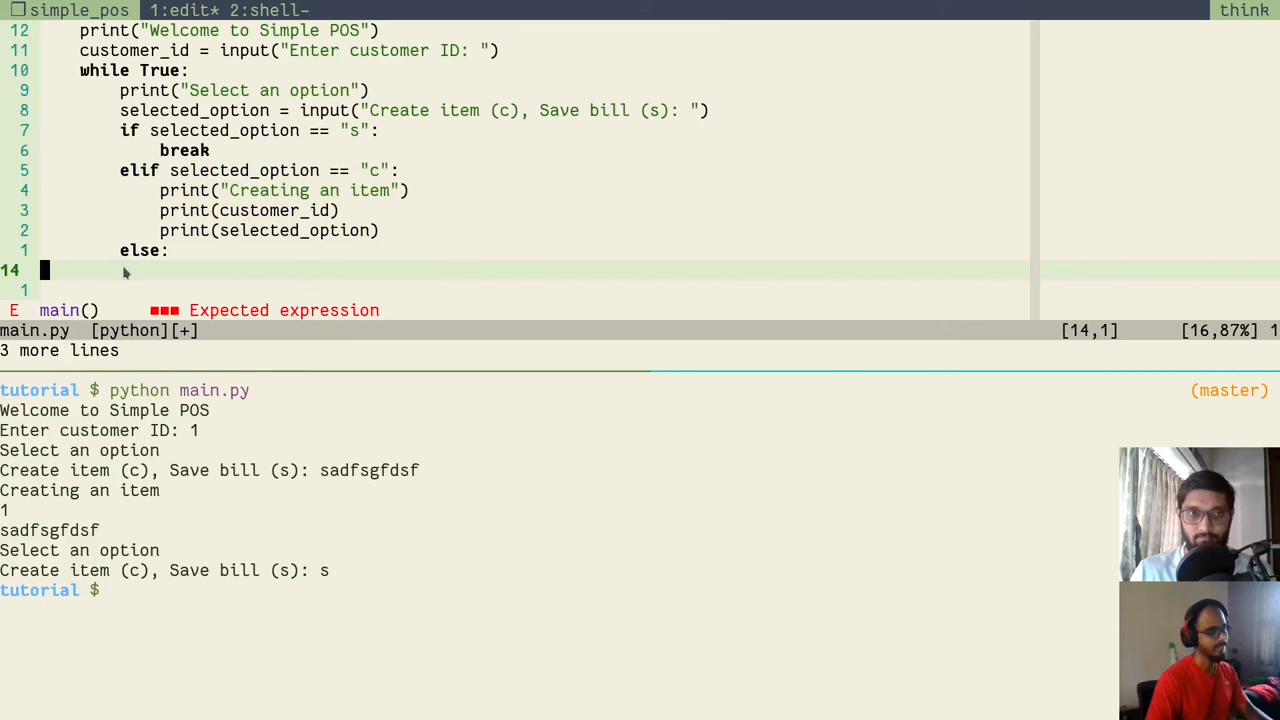 simple_pos 1:edit* 2:shell- think
12 print("Welcome to Simple POS")
11 customer_id = input("Enter customer ID: ")
10 while True:
9 print("Select an option")
8 selected_option = input("Create item (c), Save bill (s): ")
7 if selected_option == "s":
6 break
5 elif selected_option == "c":
4 print("Creating an item")
3 print(customer_id)
2 print(selected_option)
1 else:
14
1
E main() ■■■ Expected expression
main.py [python][+] [14,1] [16,87%] 1
3 more lines
tutorial $ python main.py (master)
Welcome to Simple POS
Enter customer ID: 1
Select an option
Create item (c), Save bill (s): sadfsgfdsf
Creating an item
1
sadfsgfdsf
Select an option
Create item (c), Save bill (s): s
tutorial $